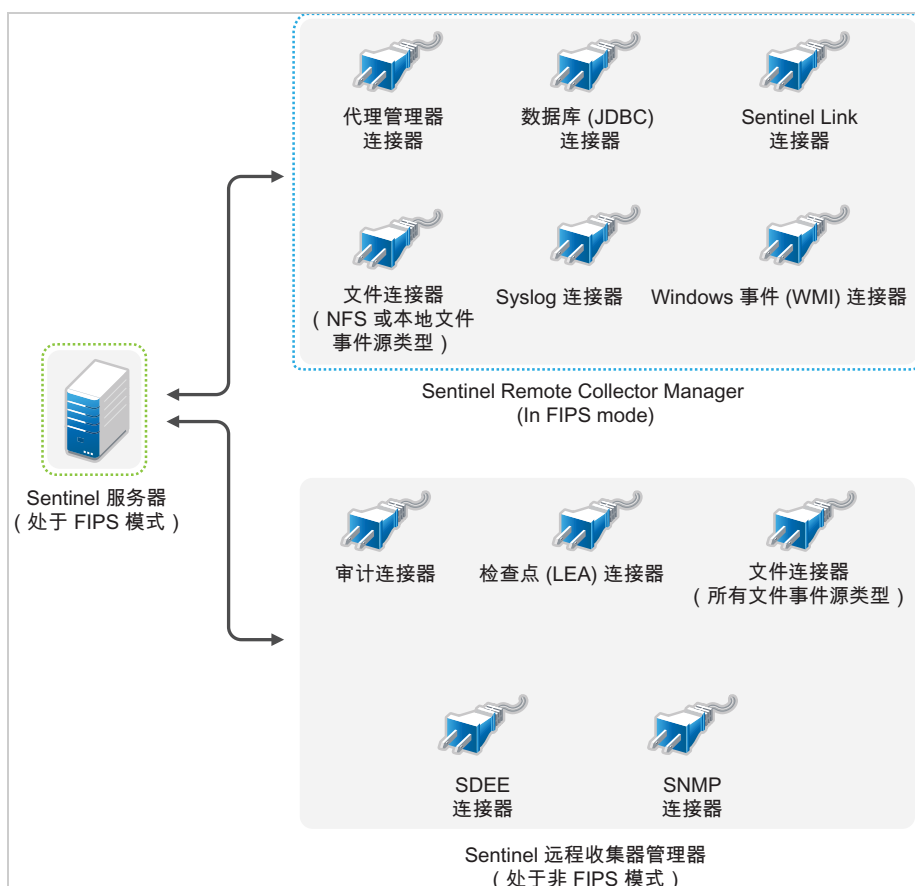 代理管理器
连接器
数据库 (JDBC)
连接器
Sentinel Link
连接器
文件连接器
( NFS 或本地文件
事件源类型 )
Syslog 连接器
Windows 事件 (WMI) 连接器
Sentinel Remote Collector Manager
(In FIPS mode)
Sentinel 服务器
( 处于 FIPS 模式 )
审计连接器
检查点 (LEA) 连接器
文件连接器
( 所有文件事件源类型 )
SDEE
连接器
SNMP
连接器
Sentinel 远程收集器管理器
( 处于非 FIPS 模式 )